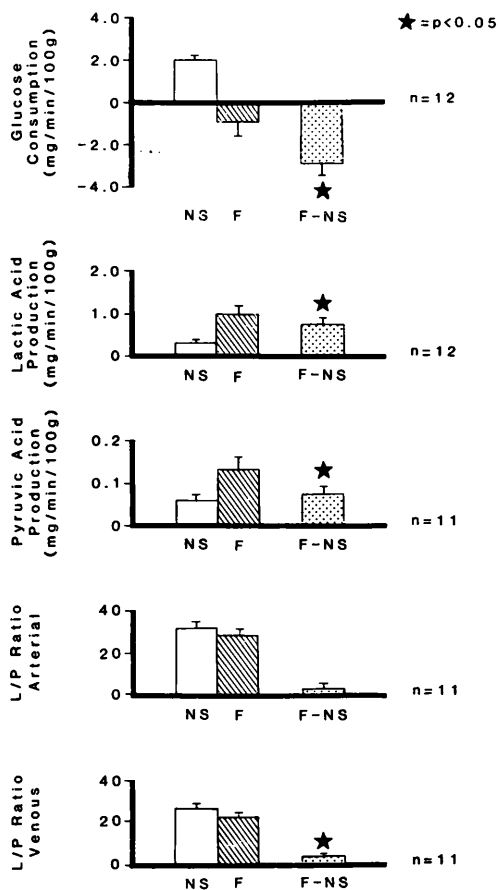 ★=p<0.05
Glucose
Consumption
(mg/min/100g)
4.0
2.0
0
-2.0
-4.0
n=12
NS F F-NS
Lactic Acid
Production
(mg/min/100g)
2.0
1.0
0
n=12
NS F F-NS
Pyruvic Acid
Production
(mg/min/100g)
0.2
0.1
0
n=11
NS F F-NS
L/P Ratio
Arterial
40
20
0
n=11
NS F F-NS
L/P Ratio
Venous
40
20
0
n=11
NS F F-NS